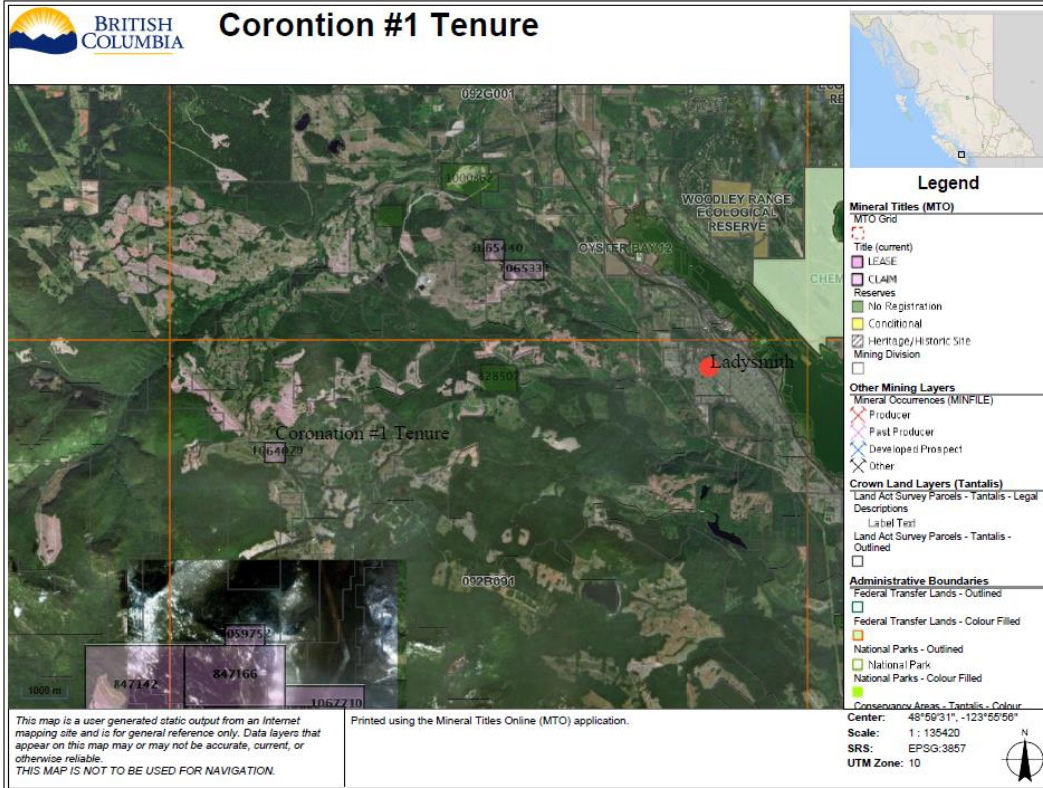 BRITISH
COLUMBIA
Corontion #1 Tenure
092G001
WOODLEY RANGE
ECOLOGICAL
RESERVE
OYSTER BAY 12
CHEM
Ladysmith
428507
Coronation #1 Tenure
1064020
092B091
847142
847166
1067710
1000 m
Legend
Mineral Titles (MTO)
MTO Grid
Title (current)
LEASE
CLAIM
Reserves
No Registration
Conditional
Heritage/Historic Site
Mining Division
Other Mining Layers
Mineral Occurrences (MINFILE)
Producer
Past Producer
Developed Prospect
Other
Crown Land Layers (Tantalis)
Land Act Survey Parcels - Tantalis - Legal
Descriptions
Label Text
Land Act Survey Parcels - Tantalis -
Outlined
Administrative Boundaries
Federal Transfer Lands - Outlined
Federal Transfer Lands - Colour Filled
National Parks - Outlined
National Park
National Parks - Colour Filled
Conservancy Areas - Tantalis - Colour
This map is a user generated static output from an Internet
mapping site and is for general reference only. Data layers that
appear on this map may or may not be accurate, current, or
otherwise reliable.
THIS MAP IS NOT TO BE USED FOR NAVIGATION.
Printed using the Mineral Titles Online (MTO) application.
Center: 48°59'31", -123°55'56"
Scale: 1 : 135420
SRS: EPSG:3857
UTM Zone: 10
N